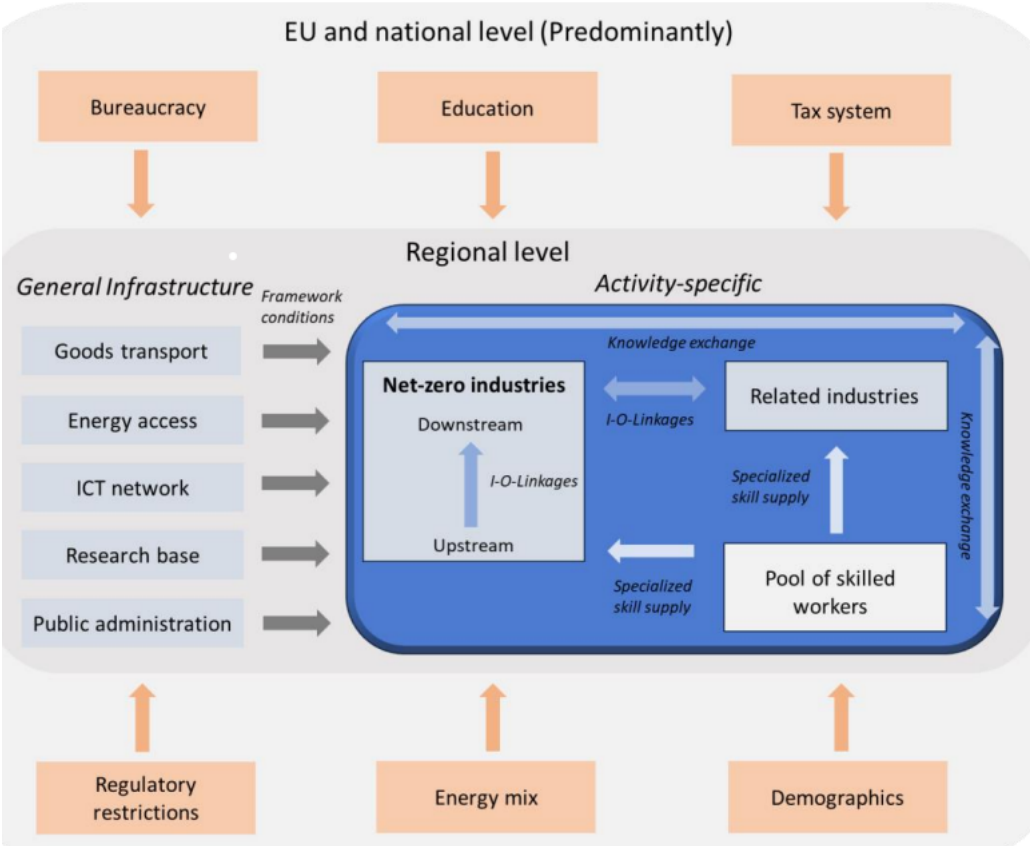 EU and national level (Predominantly)
Bureaucracy
Education
Tax system
Regional level
General Infrastructure
Framework
conditions
Activity-specific
Goods transport
Energy access
ICT network
Research base
Public administration
Knowledge exchange
Net-zero industries
Downstream
I-O-Linkages
Upstream
I-O-Linkages
Related industries
Specialized
skill supply
Knowledge exchange
Specialized
skill supply
Pool of skilled
workers
Regulatory
restrictions
Energy mix
Demographics